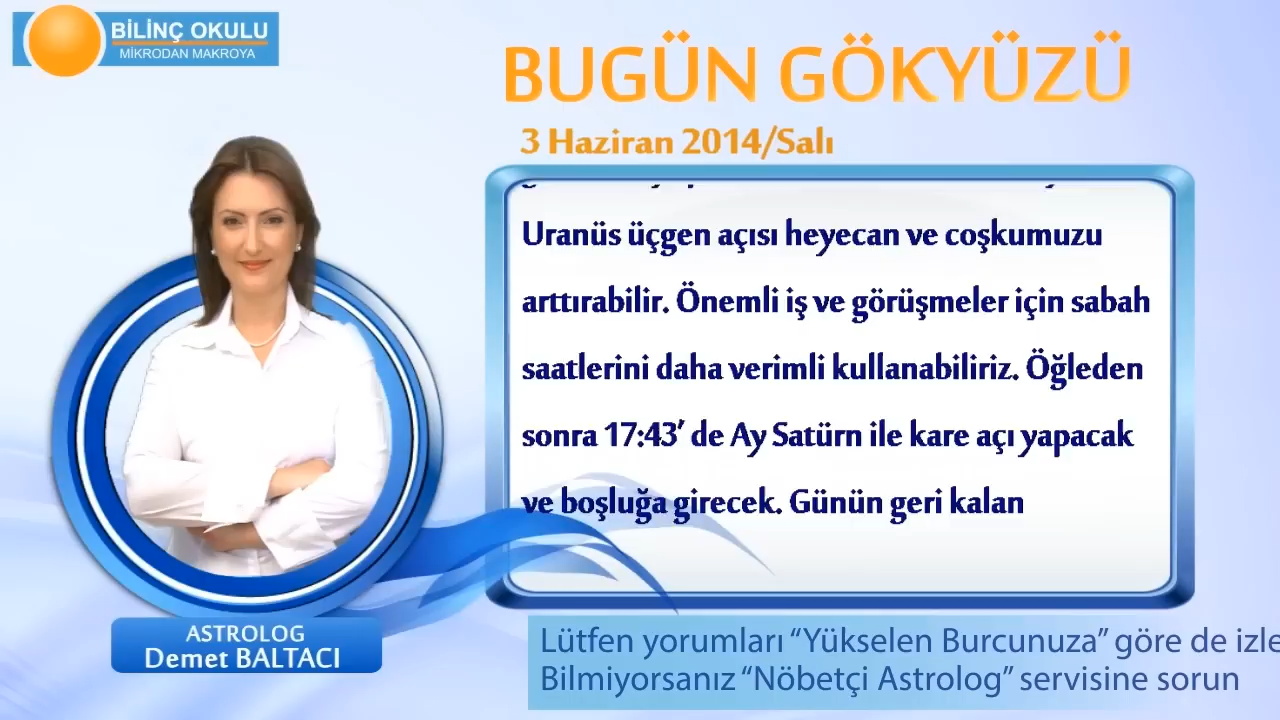 BİLİNÇ OKULU
MİKRODAN MAKROYA
BUGÜN GÖKYÜZÜ
3 Haziran 2014/Salı
Uranüs üçgen açısı heyecan ve coşkumuzu
arttırabilir. Önemli iş ve görüşmeler için sabah
saatlerini daha verimli kullanabiliriz. Öğleden
sonra 17:43’ de Ay Satürn ile kare açı yapacak
ve boşluğa girecek. Günün geri kalan
ASTROLOG
Demet BALTACI
Lütfen yorumları “Yükselen Burcunuza” göre de izle
Bilmiyorsanız “Nöbetçi Astrolog” servisine sorun